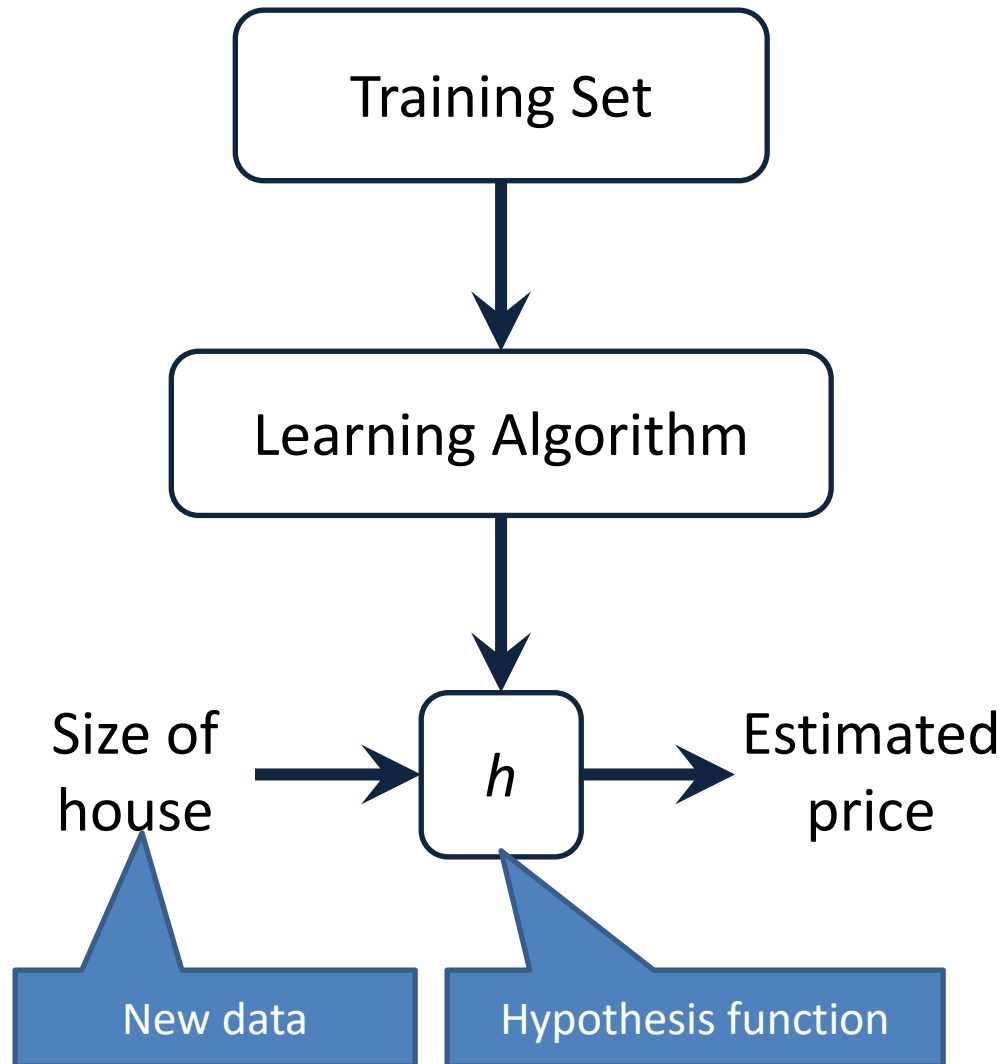 Training Set
Learning Algorithm
Size of
house
h
Estimated
price
New data
Hypothesis function